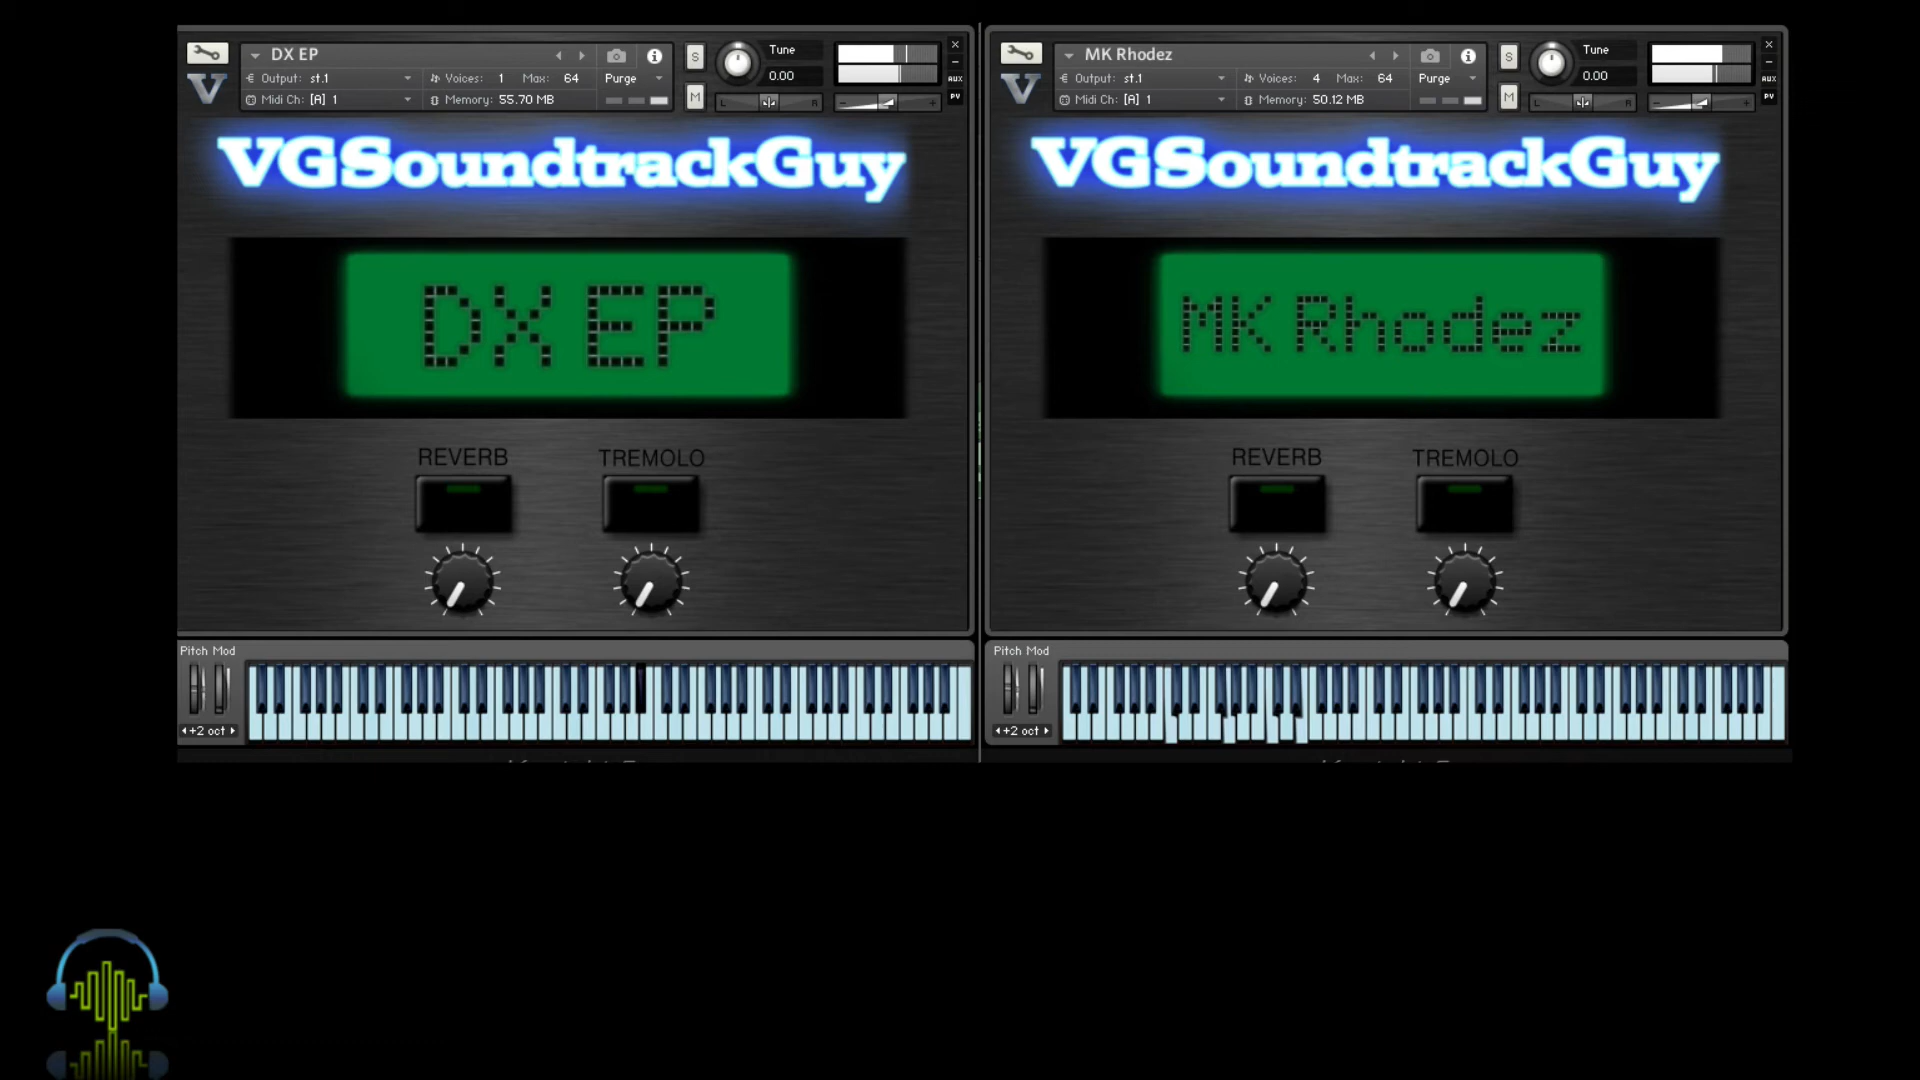 DX EP
Output: st.1
Voices: 1 Max: 64
Purge
Midi Ch: [A] 1
Memory: 55.70 MB
S
M
Tune
0.00
L R
- +
×
-
AUX
PV
VGSoundtrackGuy
DX EP
REVERB TREMOLO
Pitch Mod
+2 oct
MK Rhodez
Output: st.1
Voices: 4 Max: 64
Purge
Midi Ch: [A] 1
Memory: 50.12 MB
S
M
Tune
0.00
L R
- +
×
-
AUX
PV
VGSoundtrackGuy
MK Rhodez
REVERB TREMOLO
Pitch Mod
+2 oct